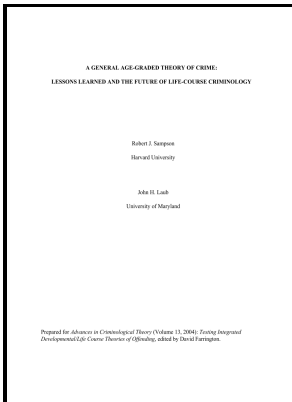 A GENERAL AGE-GRADED THEORY OF CRIME:
LESSONS LEARNED AND THE FUTURE OF LIFE-COURSE CRIMINOLOGY
Robert J. Sampson
Harvard University
John H. Laub
University of Maryland
Prepared for Advances in Criminological Theory (Volume 13, 2004): Testing Integrated
Developmental/Life Course Theories of Offending, edited by David Farrington.